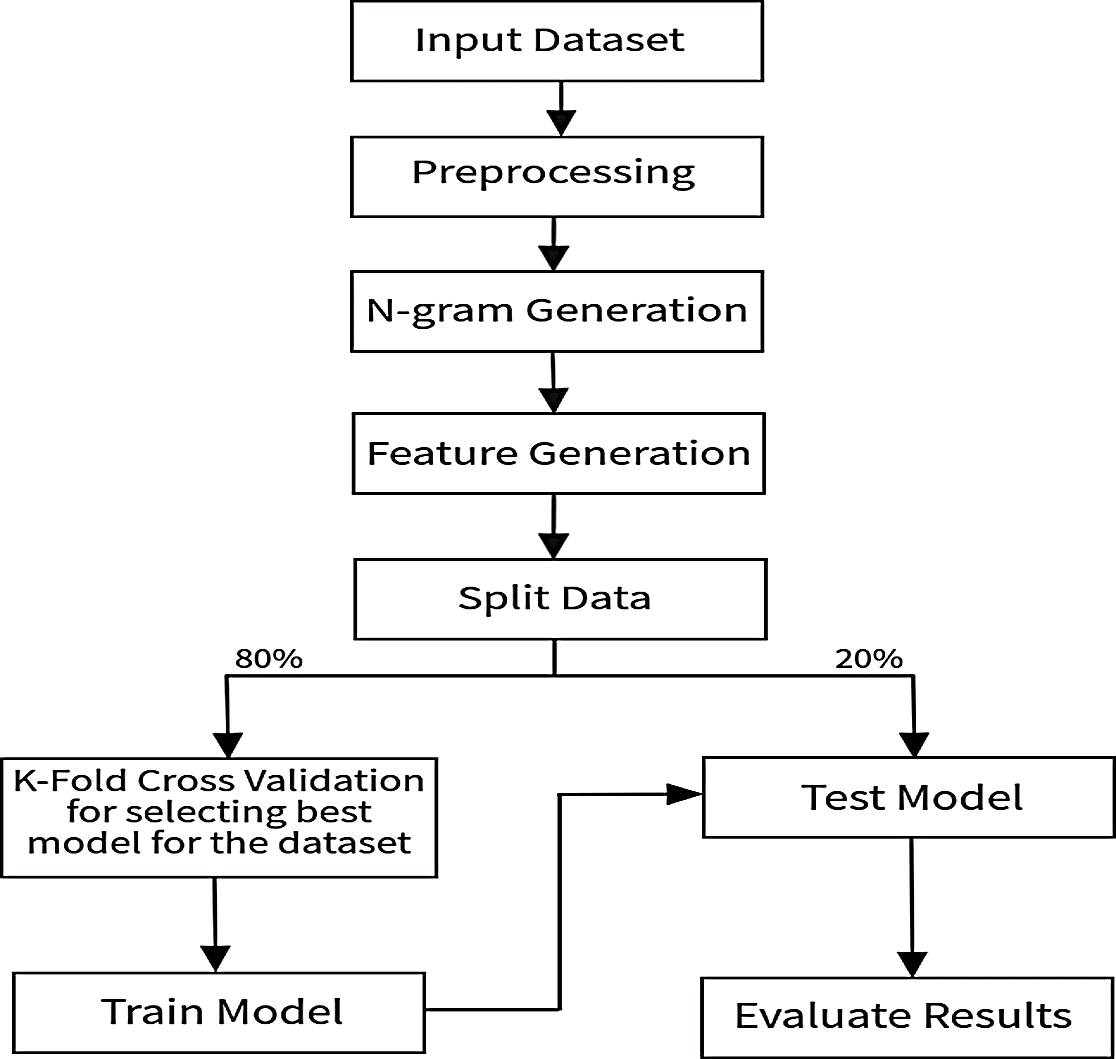 Input Dataset
Preprocessing
N-gram Generation
Feature Generation
Split Data
80%
20%
K-Fold Cross Validation
for selecting best
model for the dataset
Test Model
Train Model
Evaluate Results